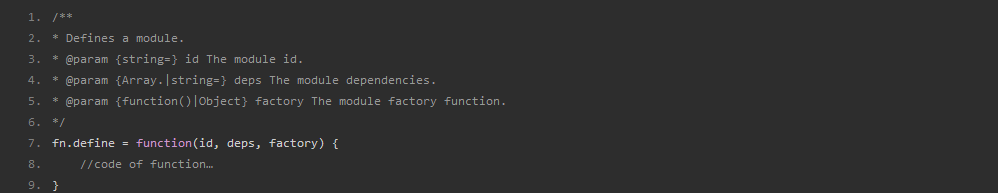 1. /**
2. * Defines a module.
3. * @param {string=} id The module id.
4. * @param {Array.|string=} deps The module dependencies.
5. * @param {function()|Object} factory The module factory function.
6. */
7. fn.define = function(id, deps, factory) {
8. //code of function…
9. }